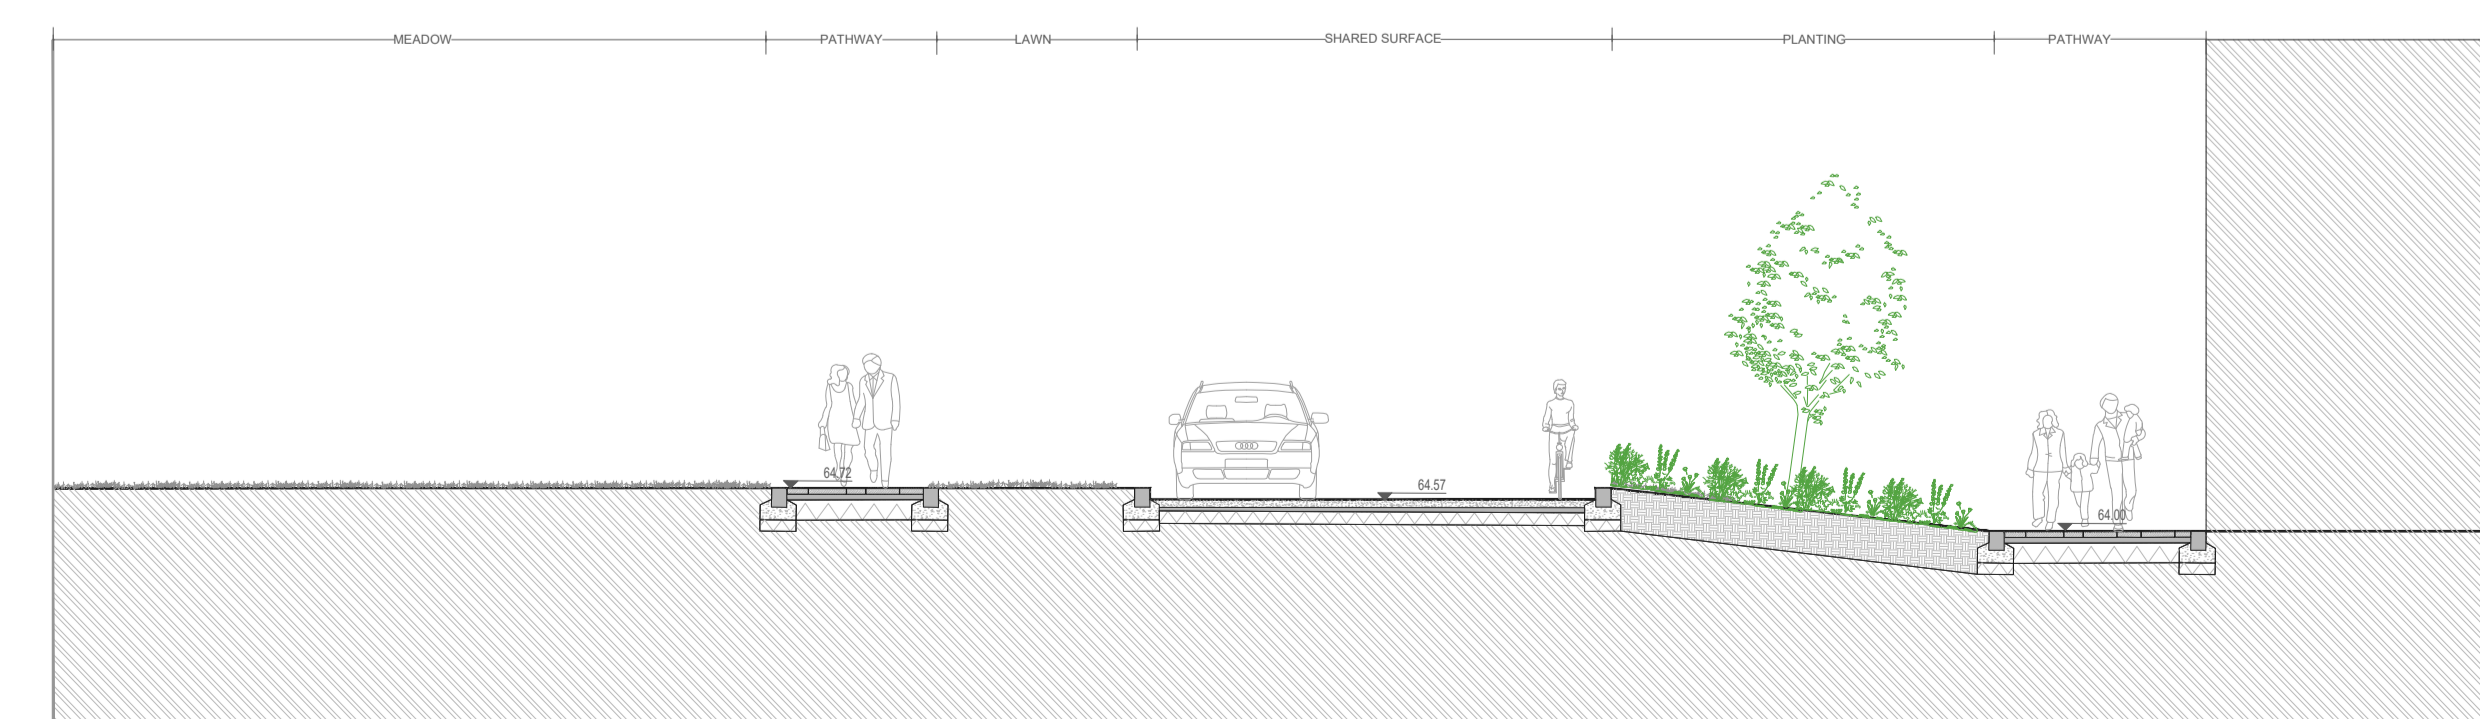 MEADOW PATHWAY LAWN SHARED SURFACE PLANTING PATHWAY
64.72
64.57
64.00